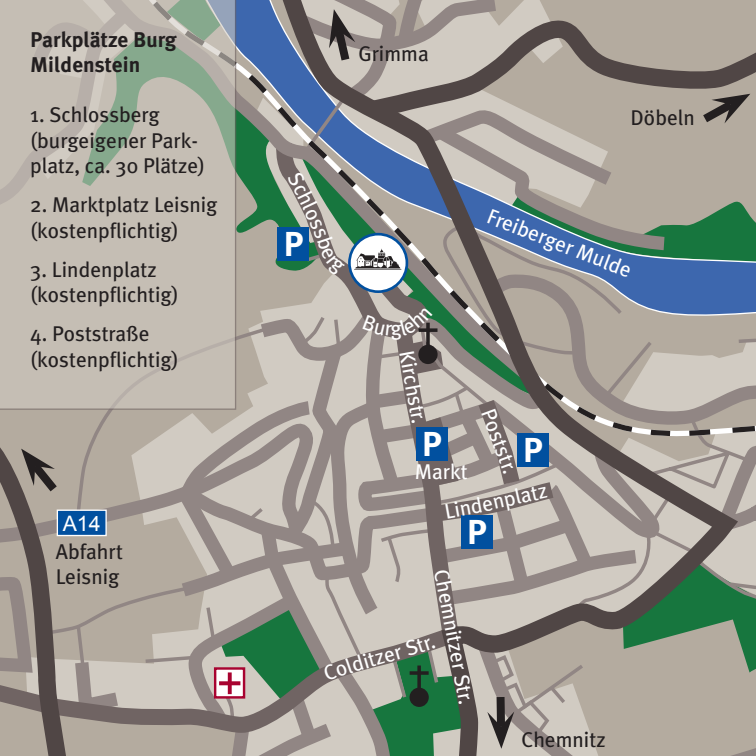 Parkplätze Burg
Mildenstein
1. Schlossberg
(burgeigener Park-
platz, ca. 30 Plätze)
2. Marktplatz Leisnig
(kostenpflichtig)
3. Lindenplatz
(kostenpflichtig)
4. Poststraße
(kostenpflichtig)
Grimma
Döbeln
Freiberger Mulde
Schlossberg
P
Burglehn
Kirchstr.
Poststr.
P
P
Markt
Lindenplatz
P
A14
Abfahrt
Leisnig
Chemnitzer Str.
Colditzer Str.
Chemnitz